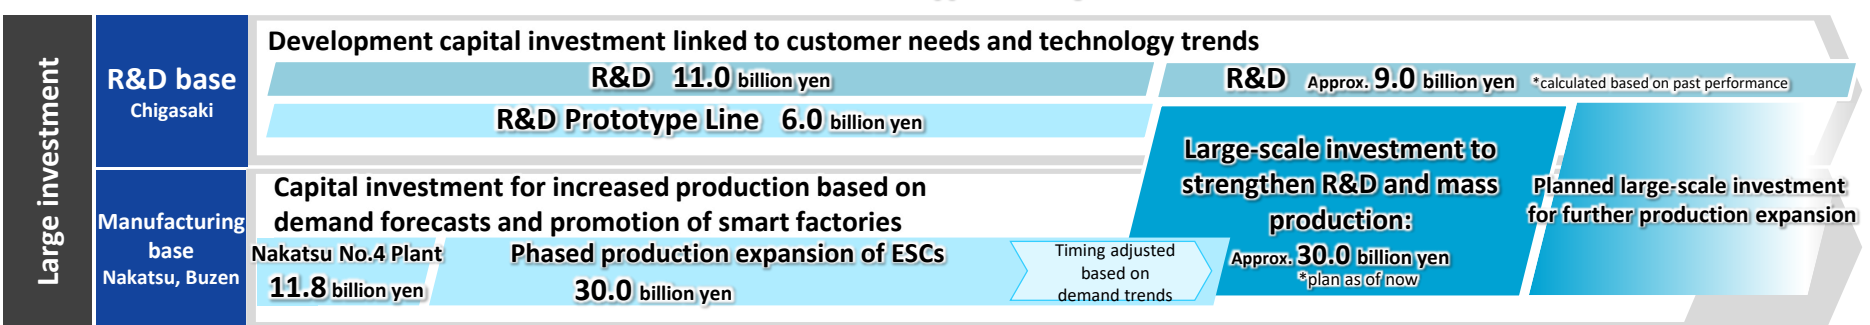 Large investment
R&D base
Chigasaki
Development capital investment linked to customer needs and technology trends
R&D 11.0 billion yen
R&D Approx. 9.0 billion yen *calculated based on past performance
R&D Prototype Line 6.0 billion yen
Manufacturing
base
Nakatsu, Buzen
Capital investment for increased production based on
demand forecasts and promotion of smart factories
Nakatsu No.4 Plant
11.8 billion yen
Phased production expansion of ESCs
30.0 billion yen
Timing adjusted
based on
demand trends
Large-scale investment to
strengthen R&D and mass
production:
Approx. 30.0 billion yen
*plan as of now
Planned large-scale investment
for further production expansion